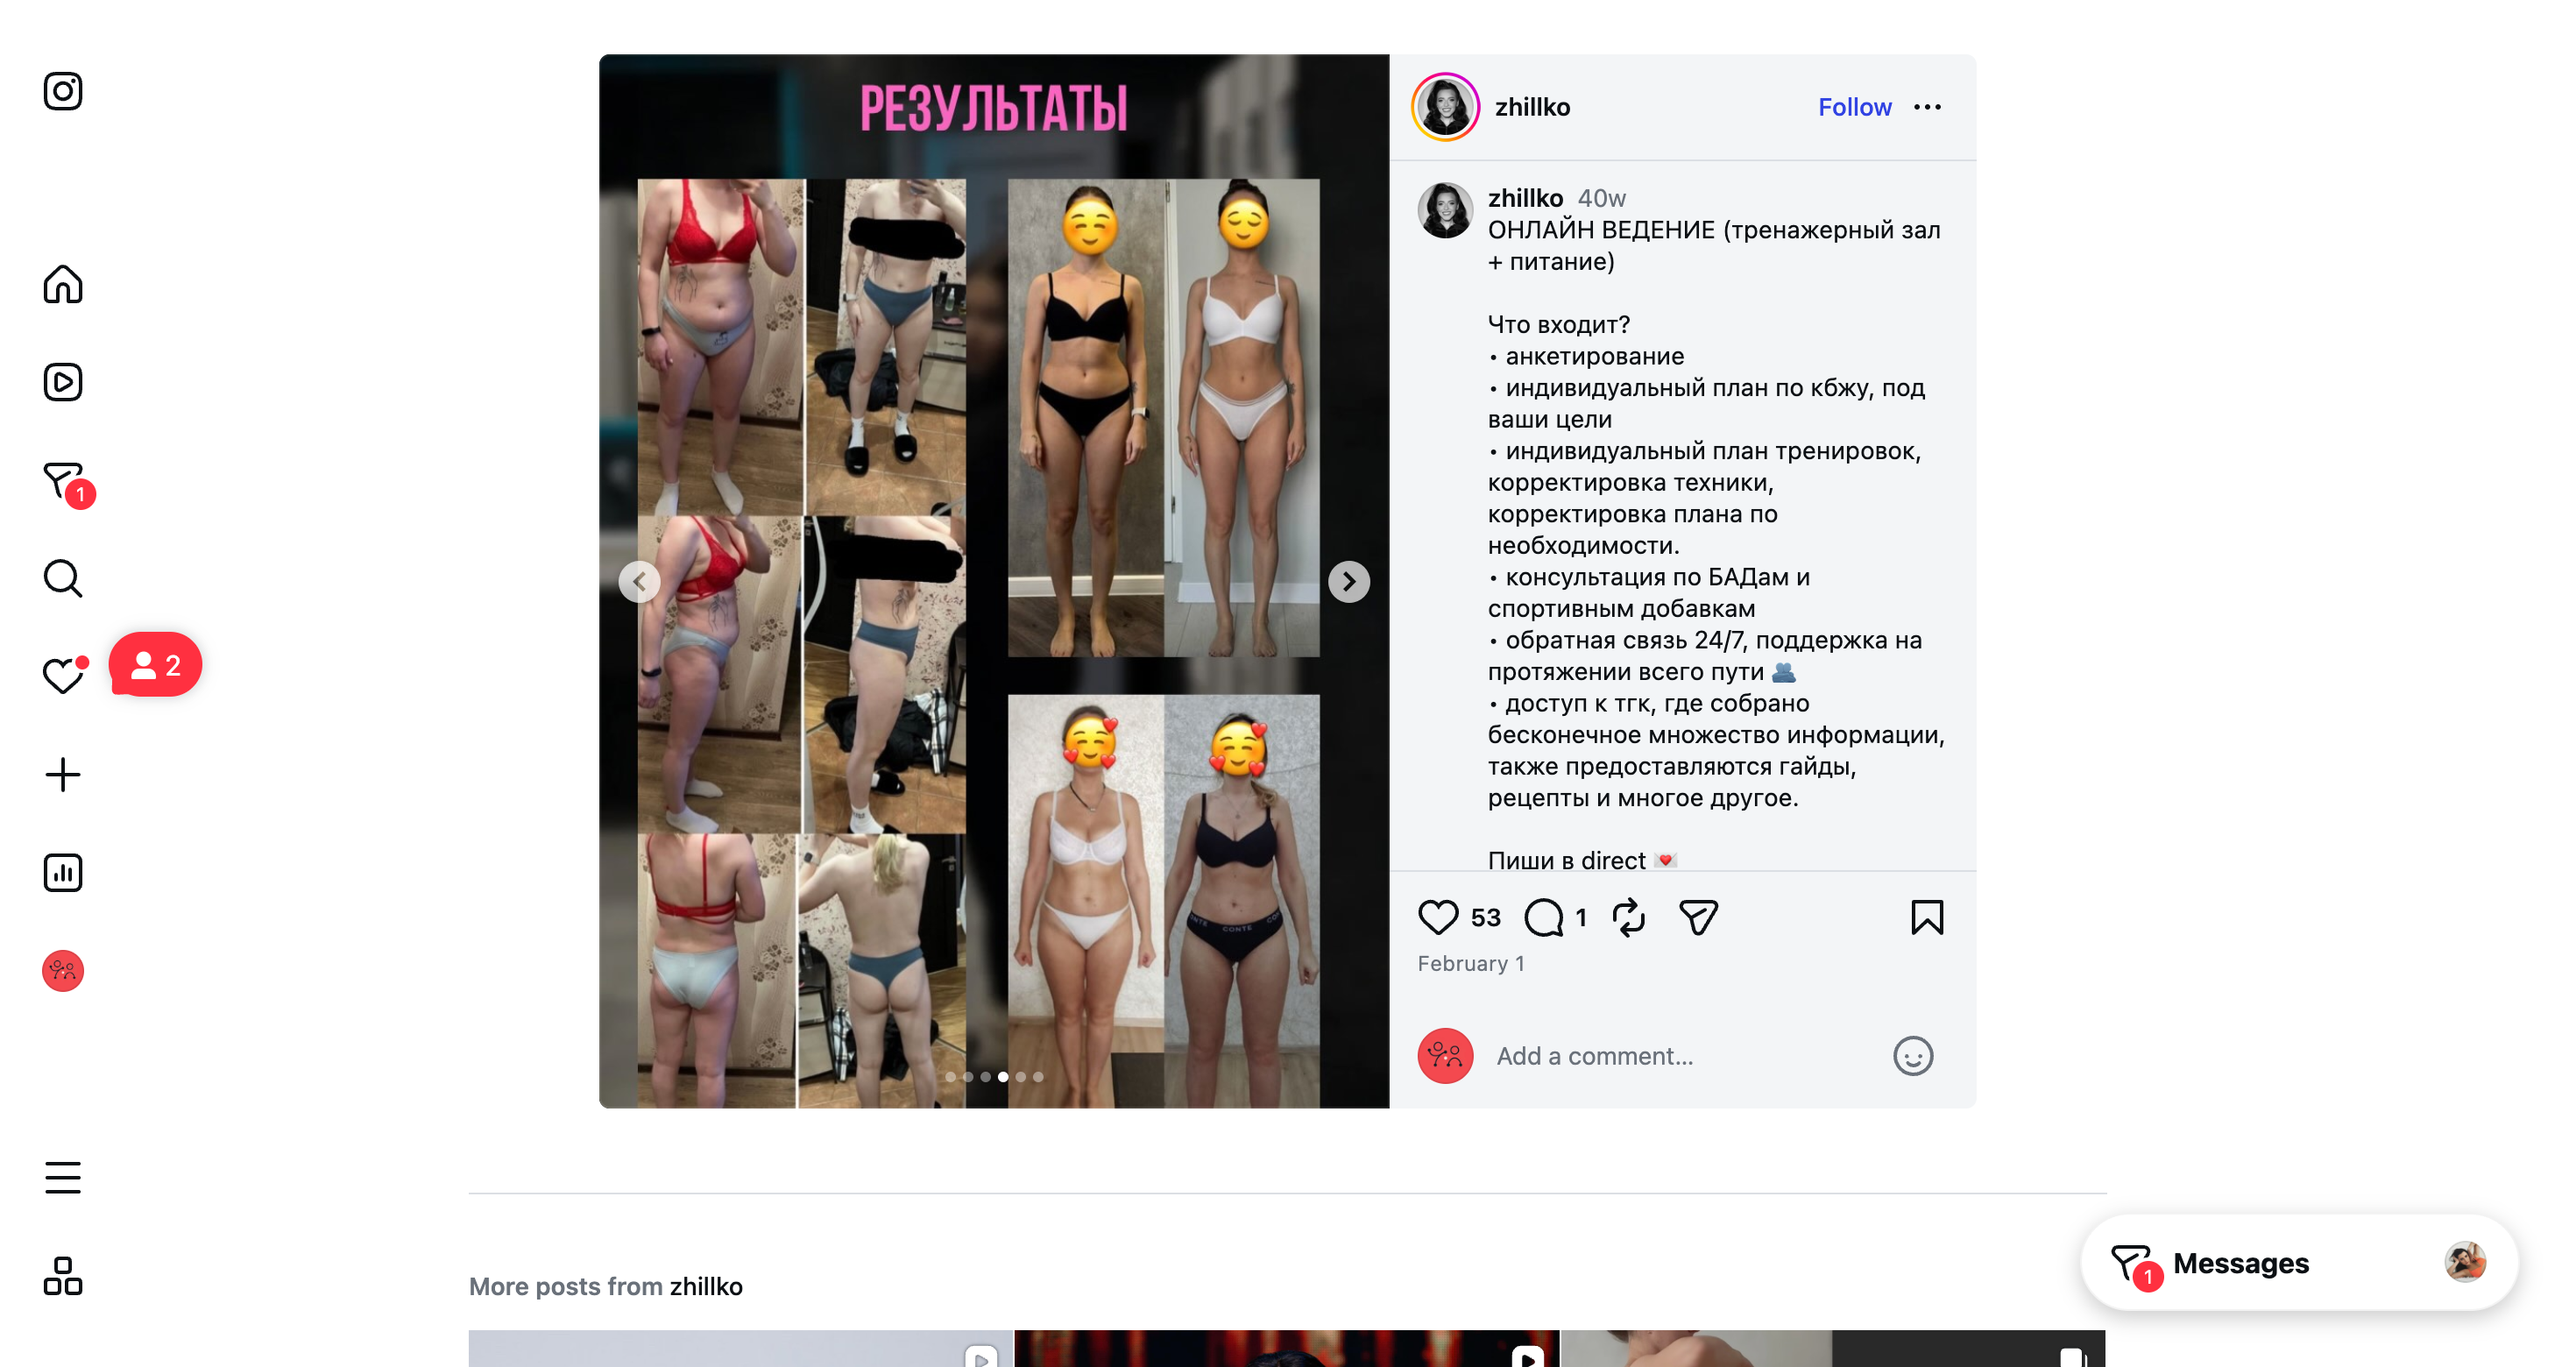 РЕЗУЛЬТАТЫ
zhillko
Follow
zhillko 40w
ОНЛАЙН ВЕДЕНИЕ (тренажерный зал
+ питание)
Что входит?
• анкетирование
• индивидуальный план по кбжу, под
ваши цели
• индивидуальный план тренировок,
корректировка техники,
корректировка плана по
необходимости.
• консультация по БАДам и
спортивным добавкам
• обратная связь 24/7, поддержка на
протяжении всего пути 🫂
• доступ к тгк, где собрано
бесконечное множество информации,
также предоставляются гайды,
рецепты и многое другое.
Пиши в direct 💌
53 1
February 1
Add a comment...
1
2
CONTE
More posts from zhillko
1
Messages